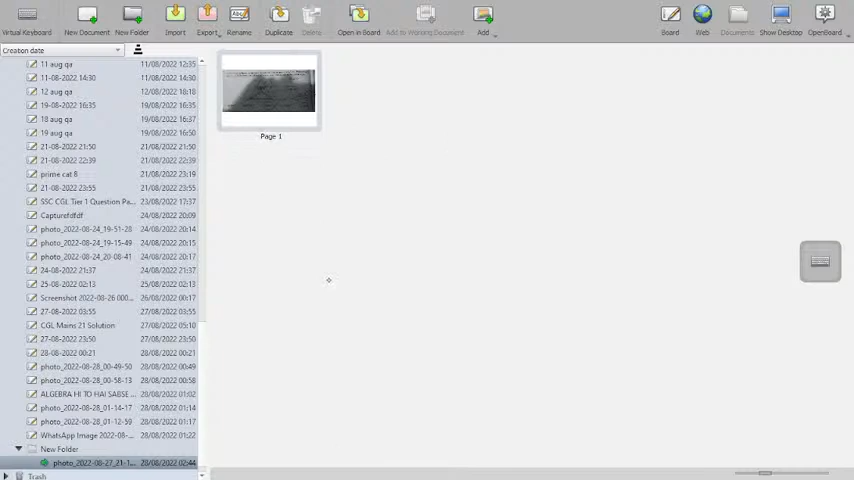 Virtual Keyboard New Document New Folder Import Export Rename Duplicate Delete Open in Board Add to Working Document Add Board Web Documents Show Desktop OpenBoard
Creation date
11 aug qa 11/08/2022 12:35
11-08-2022 14:30 11/08/2022 14:30
12 aug qa 12/08/2022 18:18
19-08-2022 16:35 19/08/2022 16:35
18 aug qa 19/08/2022 16:37
19 aug qa 19/08/2022 16:50
21-08-2022 21:50 21/08/2022 21:50
21-08-2022 22:39 21/08/2022 22:39
prime cat 8 21/08/2022 23:19
21-08-2022 23:55 21/08/2022 23:55
SSC CGL Tier 1 Question Pa... 23/08/2022 17:37
Capturefdfdf 24/08/2022 20:09
photo_2022-08-24_19-51-28 24/08/2022 20:14
photo_2022-08-24_19-15-49 24/08/2022 20:15
photo_2022-08-24_20-08-41 24/08/2022 20:17
24-08-2022 21:37 24/08/2022 21:37
25-08-2022 02:13 25/08/2022 02:13
Screenshot 2022-08-26 000... 26/08/2022 00:17
27-08-2022 03:55 27/08/2022 03:55
CGL Mains 21 Solution 27/08/2022 05:10
27-08-2022 23:50 27/08/2022 23:50
28-08-2022 00:21 28/08/2022 00:21
photo_2022-08-28_00-49-50 28/08/2022 00:49
photo_2022-08-28_00-58-13 28/08/2022 00:58
ALGEBRA HI TO HAI SABSE ... 28/08/2022 01:02
photo_2022-08-28_01-14-17 28/08/2022 01:14
photo_2022-08-28_01-12-59 28/08/2022 01:17
WhatsApp Image 2022-08-... 28/08/2022 01:22
New Folder
photo_2022-08-27_21-1... 28/08/2022 02:44
Trash
Page 1